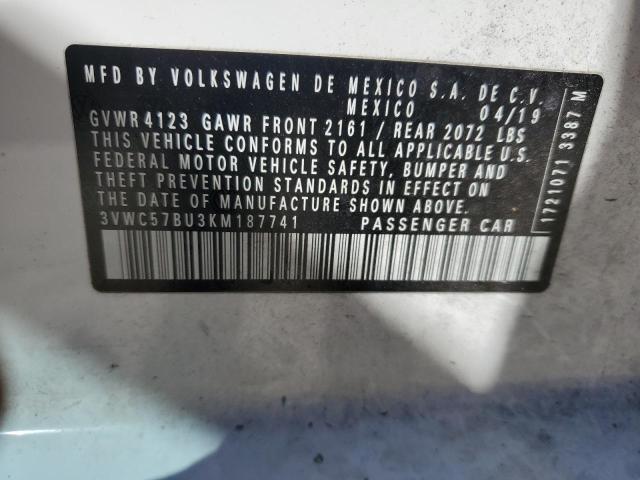 MFD BY VOLKSWAGEN DE MEXICO S.A. DE C.V.
MEXICO 04/19
GVWR 4123 GAWR FRONT 2161 / REAR 2072 LBS
THIS VEHICLE CONFORMS TO ALL APPLICABLE U.S.
FEDERAL MOTOR VEHICLE SAFETY, BUMPER AND
THEFT PREVENTION STANDARDS IN EFFECT ON
THE DATE OF MANUFACTURE SHOWN ABOVE.
3VWC57BU3KM187741 PASSENGER CAR
1721071 3387 M